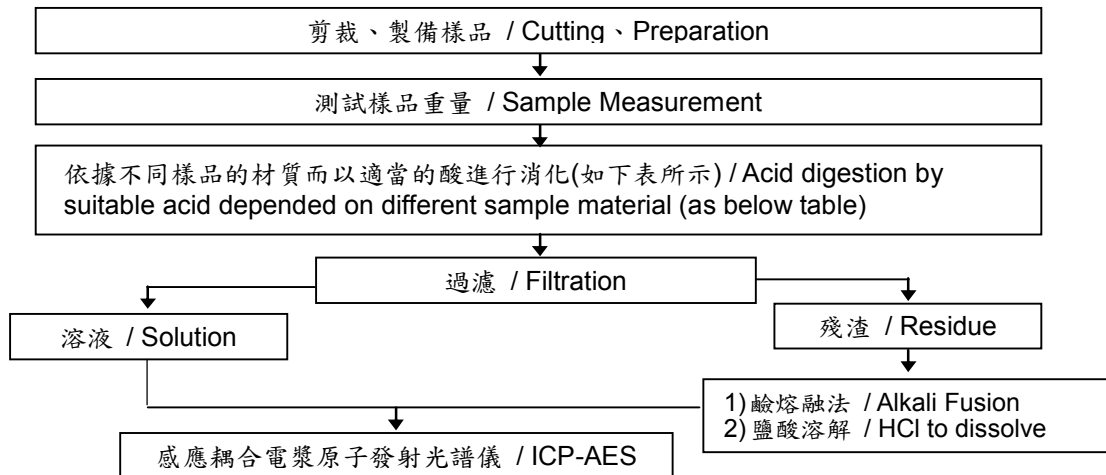 剪裁、製備樣品 / Cutting、Preparation
測試樣品重量 / Sample Measurement
依據不同樣品的材質而以適當的酸進行消化(如下表所示) / Acid digestion by
suitable acid depended on different sample material (as below table)
過濾 / Filtration
溶液 / Solution
殘渣 / Residue
1) 鹼熔融法 / Alkali Fusion
2) 鹽酸溶解 / HCl to dissolve
感應耦合電漿原子發射光譜儀 / ICP-AES